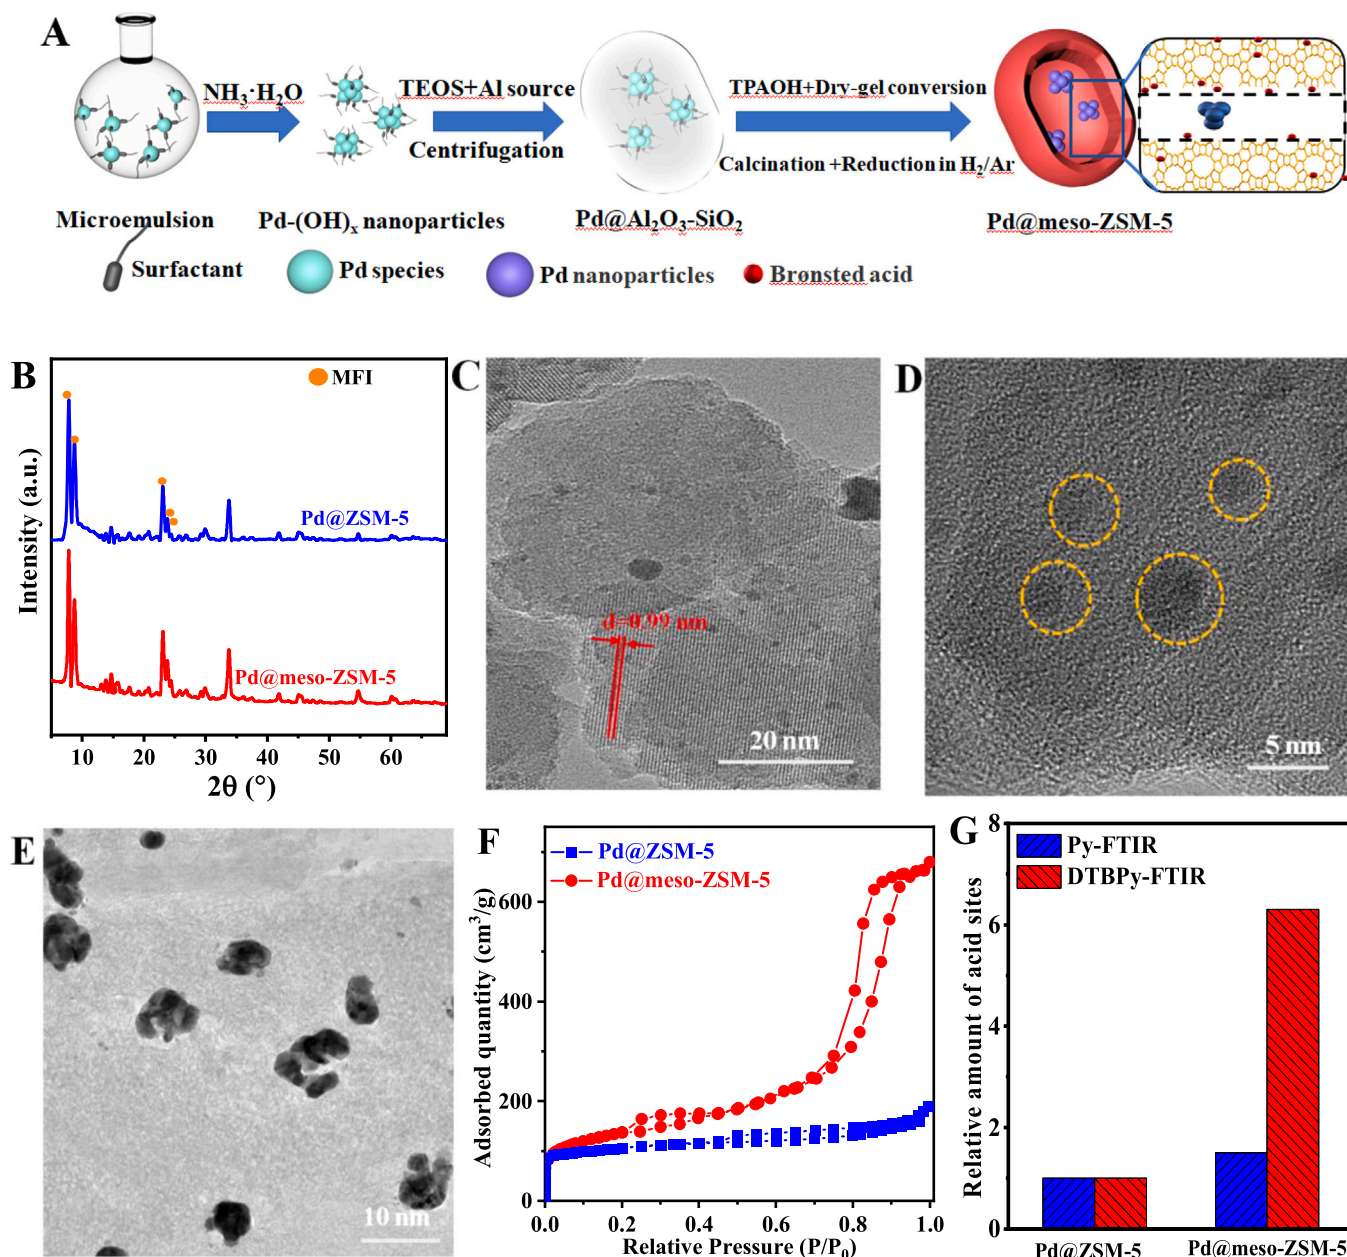 A
NH₃·H₂O
TEOS+Al source
Centrifugation
TPAOH+Dry-gel conversion
Calcination +Reduction in H₂/Ar
Microemulsion
Pd-(OH)ₓ nanoparticles
Pd@Al₂O₃-SiO₂
Pd@meso-ZSM-5
Surfactant
Pd species
Pd nanoparticles
Brønsted acid
B
MFI
Pd@ZSM-5
Pd@meso-ZSM-5
Intensity (a.u.)
10 20 30 40 50 60
2θ (°)
C
d=0.99 nm
20 nm
D
5 nm
E
10 nm
F
Pd@ZSM-5
Pd@meso-ZSM-5
Adsorbed quantity (cm³/g)
600
400
200
0
0.0 0.2 0.4 0.6 0.8 1.0
Relative Pressure (P/P₀)
G
Py-FTIR
DTBPy-FTIR
Relative amount of acid sites
8
6
4
2
0
Pd@ZSM-5 Pd@meso-ZSM-5